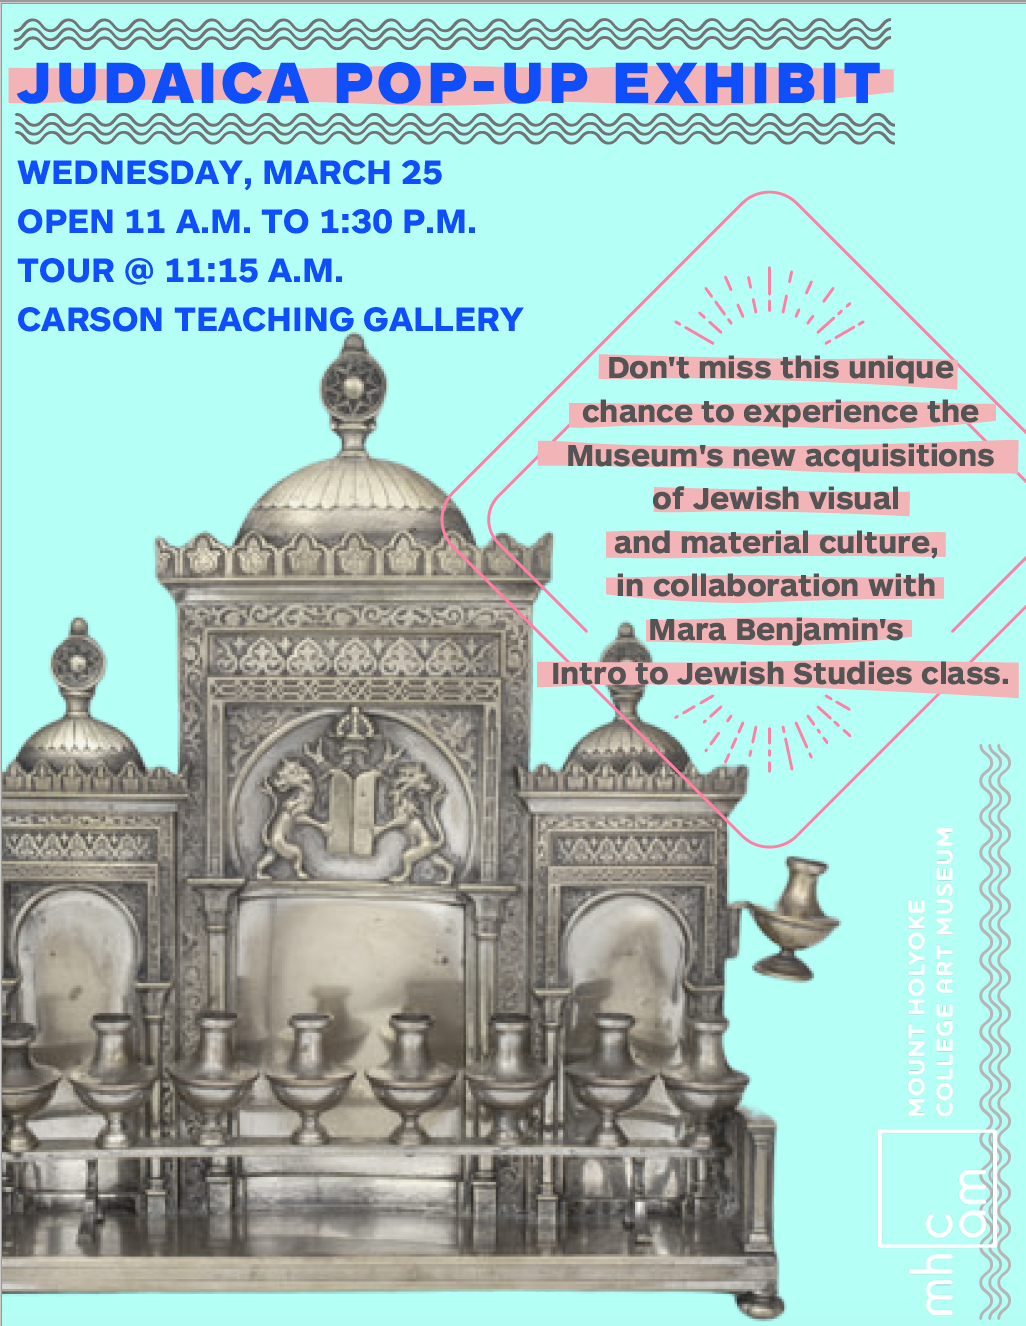 JUDAICA POP-UP EXHIBIT
WEDNESDAY, MARCH 25
OPEN 11 A.M. TO 1:30 P.M.
TOUR @ 11:15 A.M.
CARSON TEACHING GALLERY
Don't miss this unique
chance to experience the
Museum's new acquisitions
of Jewish visual
and material culture,
in collaboration with
Mara Benjamin's
Intro to Jewish Studies class.
MOUNT HOLYOKE
COLLEGE ART MUSEUM
mhc
am